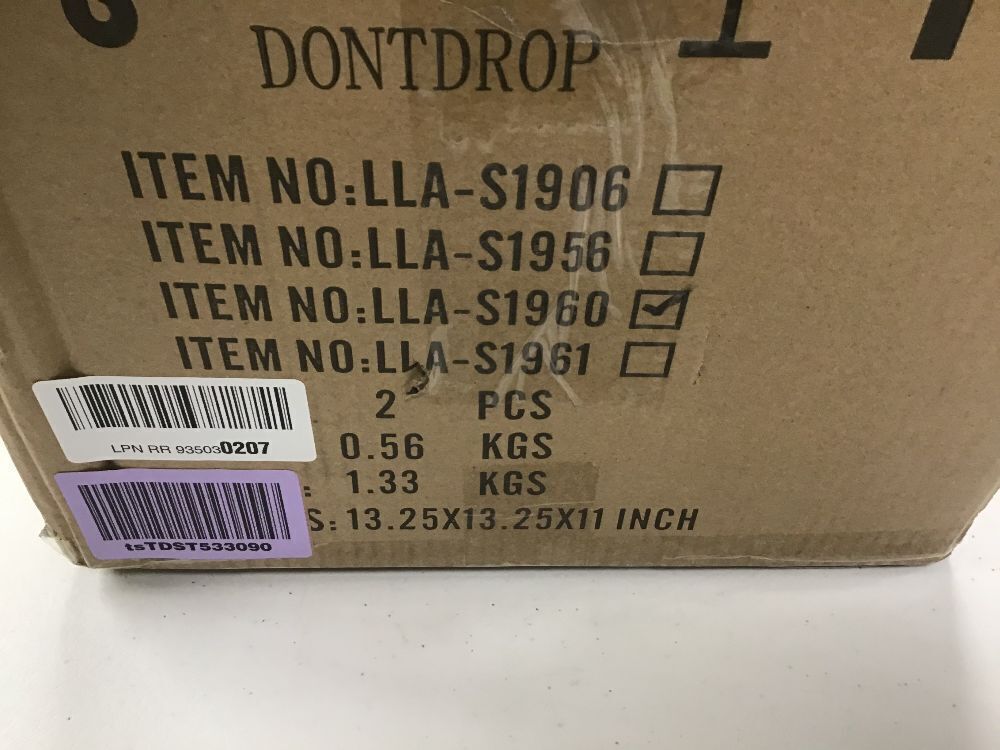 DONTDROP
ITEM NO:LLA-S1906
ITEM NO:LLA-S1956
ITEM NO:LLA-S1960
ITEM NO:LLA-S1961
2 PCS
0.56 KGS
: 1.33 KGS
S: 13.25X13.25X11 INCH
LPN RR 935030207
tsTDST533090